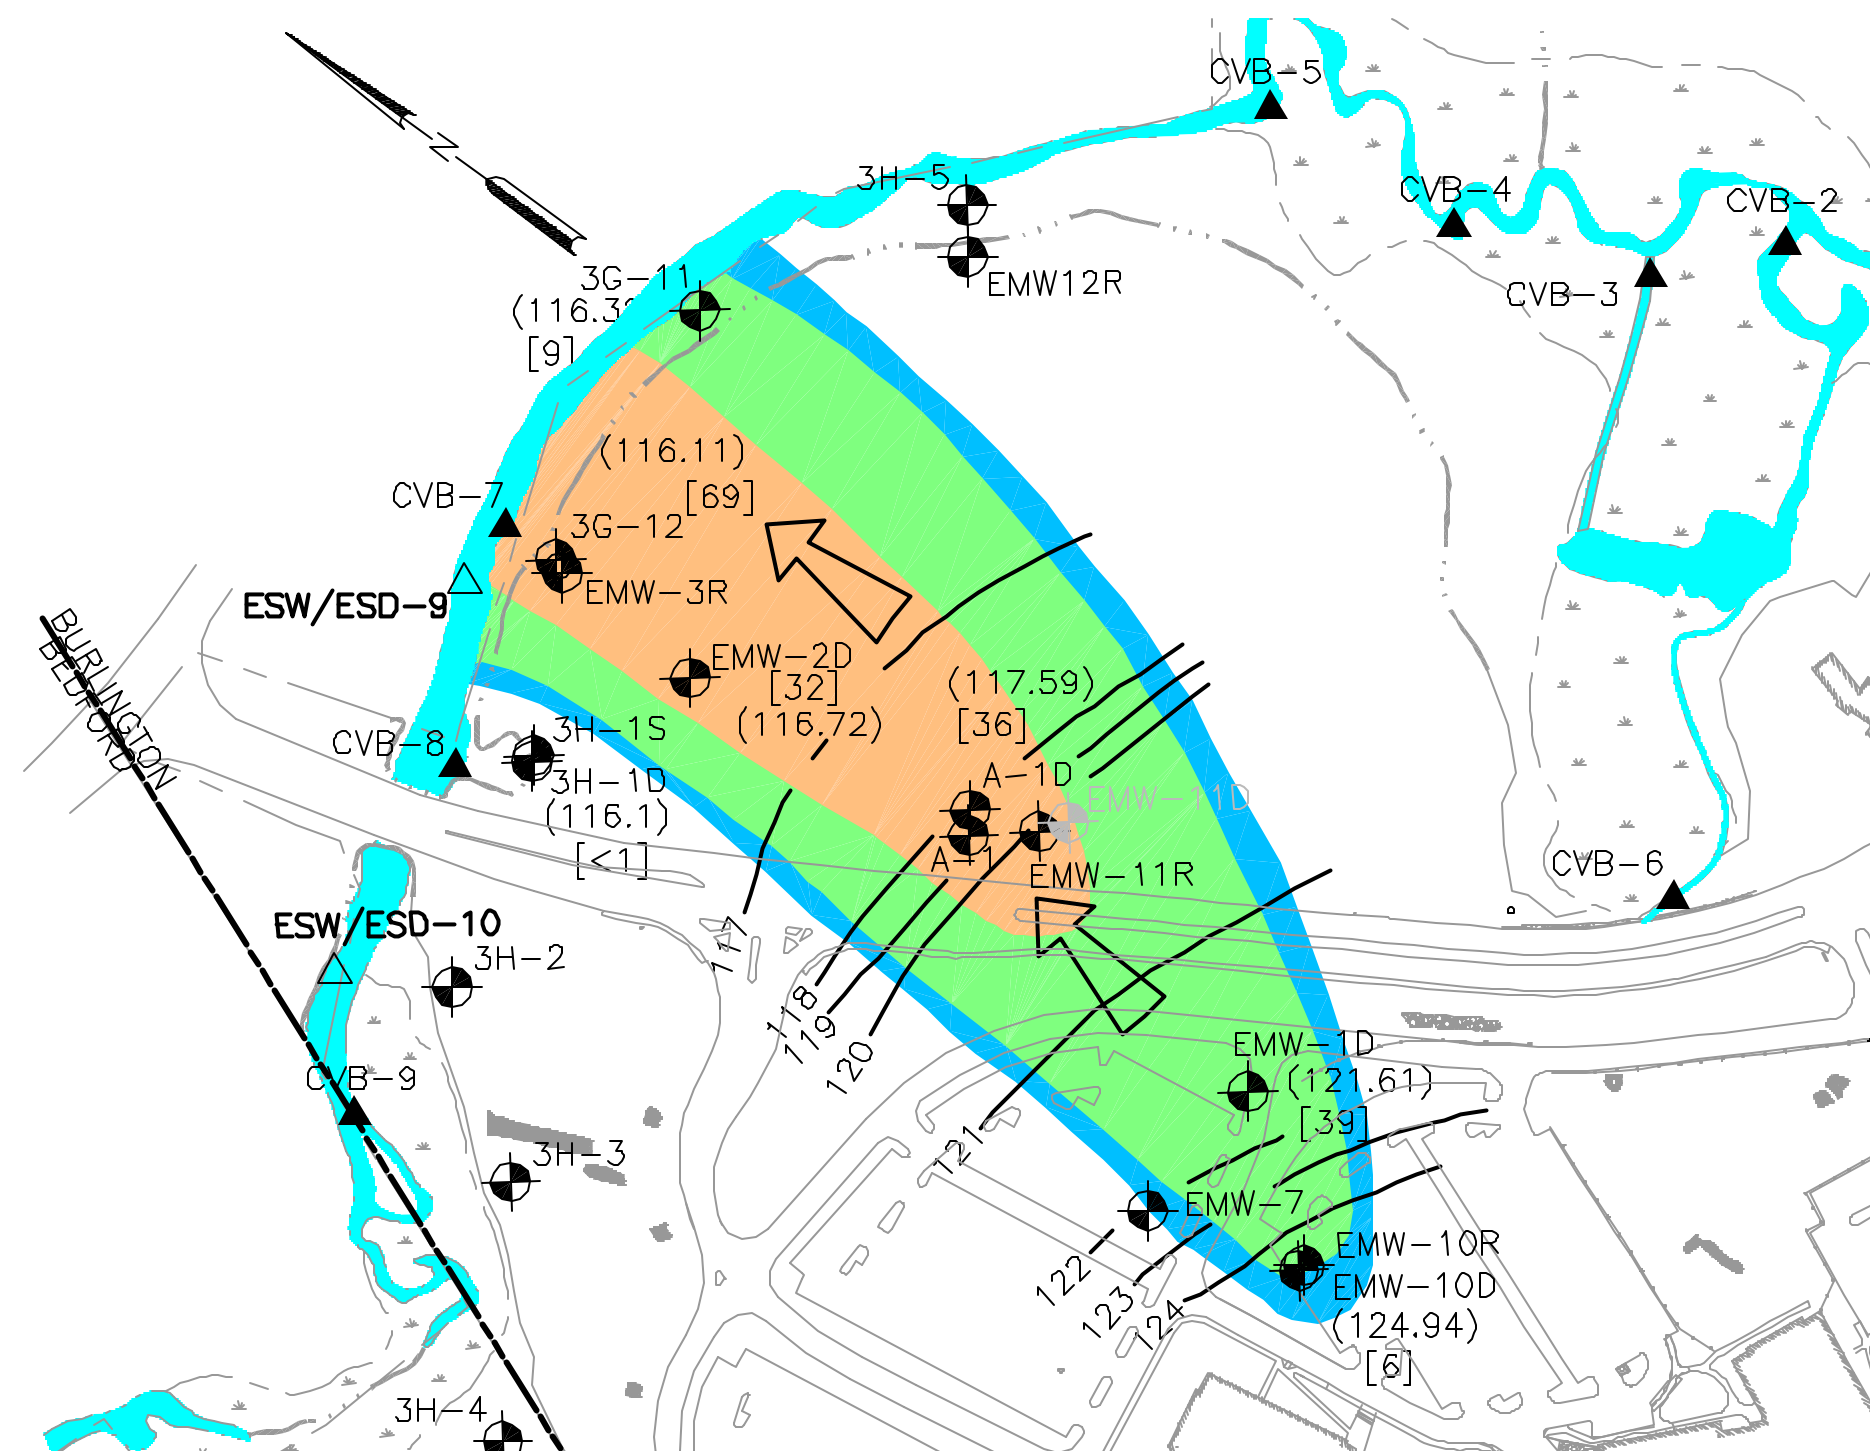 N
CVB-5
3H-5
CVB-4
CVB-2
3G-11
EMW12R
CVB-3
(116.3
[9]
(116.11)
[69]
CVB-7
3G-12
EMW-3R
ESW/ESD-9
BURLINGTON
BEDFORD
EMW-2D
[32]
(116.72)
(117.59)
[36]
CVB-8
3H-1S
3H-1D
(116.1)
[<1]
A-1D
EMW-11D
A-1
EMW-11R
CVB-6
ESW/ESD-10
3H-2
117
118
119
120
EMW-1D
(121.61)
[39]
CVB-9
3H-3
121
EMW-7
122
123
124
EMW-10R
EMW-10D
(124.94)
[6]
3H-4